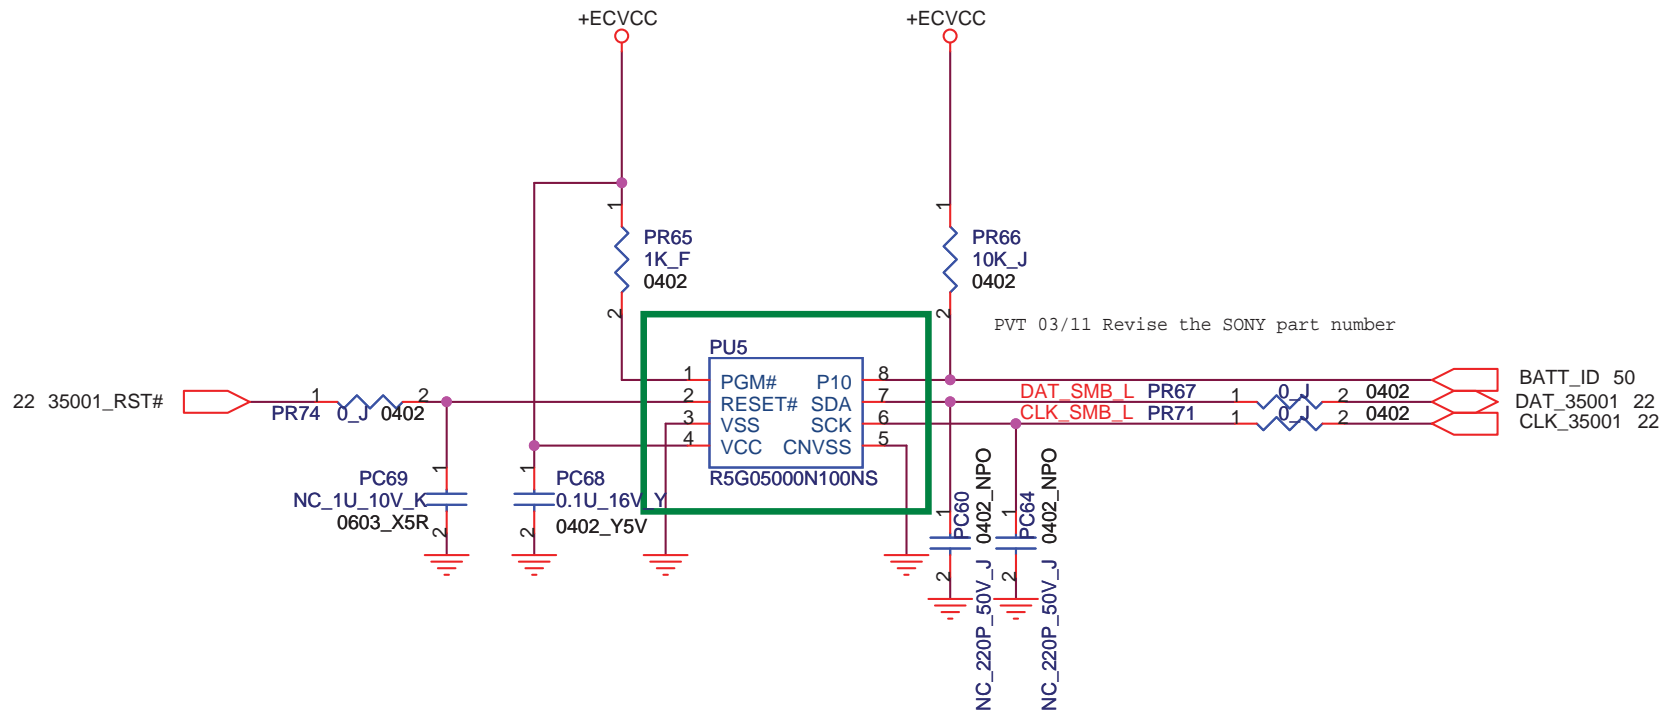 +ECVCC
+ECVCC
1
1
PR65
1K_F
0402
PR66
10K_J
0402
2
2
PVT 03/11 Revise the SONY part number
PU5
1 PGM# P10 8
2 RESET# SDA 7
3 VSS SCK 6
4 VCC CNVSS 5
R5G05000N100NS
BATT_ID 50
22 35001_RST#
1 2
PR74 0_J 0402
DAT_SMB_L PR67 1 0_J 2 0402
DAT_35001 22
CLK_SMB_L PR71 1 0_J 2 0402
CLK_35001 22
1
PC69
NC_1U_10V_K
0603_X5R
2
1
PC68
0.1U_16V_Y
0402_Y5V
2
1
PC60 0402_NPO
NC_220P_50V_J
2
1
PC64 0402_NPO
NC_220P_50V_J
2